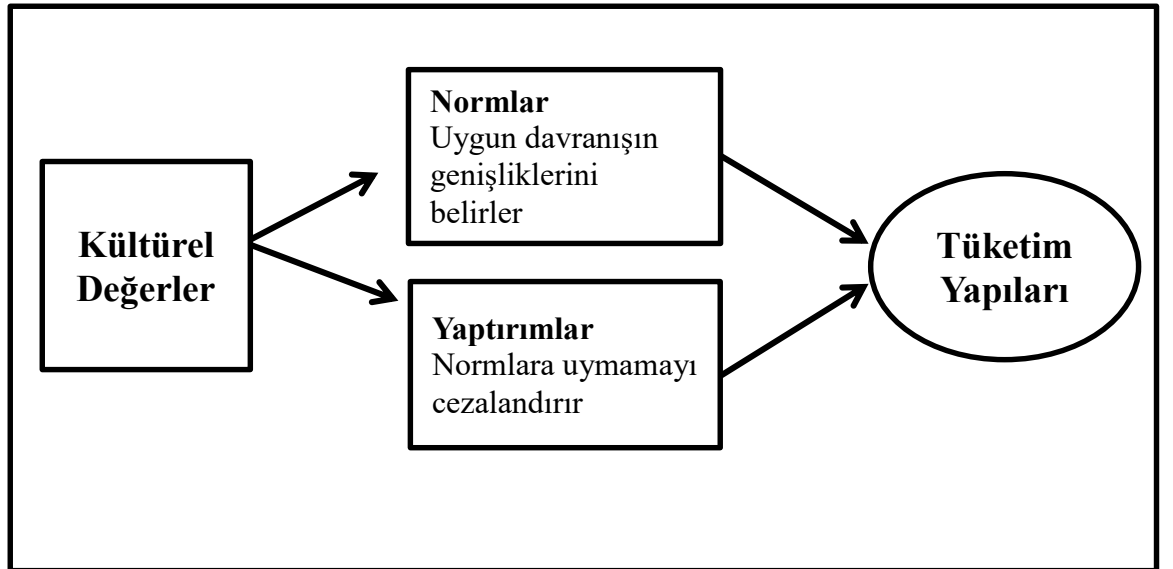 Kültürel
Değerler
Normlar
Uygun davranışın
genişliklerini
belirler
Yaptırımlar
Normlara uymamayı
cezalandırır
Tüketim
Yapıları